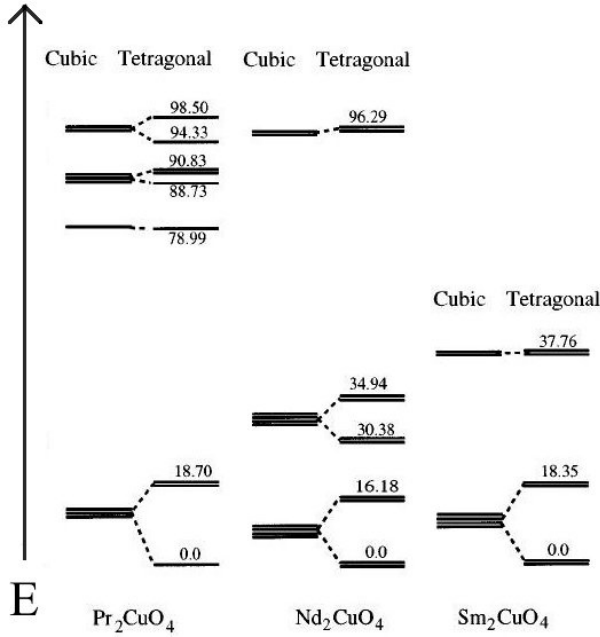 Cubic Tetragonal
98.50
94.33
90.83
88.73
78.99
18.70
0.0
Pr2CuO4
Cubic Tetragonal
96.29
34.94
30.38
16.18
0.0
Nd2CuO4
Cubic Tetragonal
37.76
18.35
0.0
Sm2CuO4
E